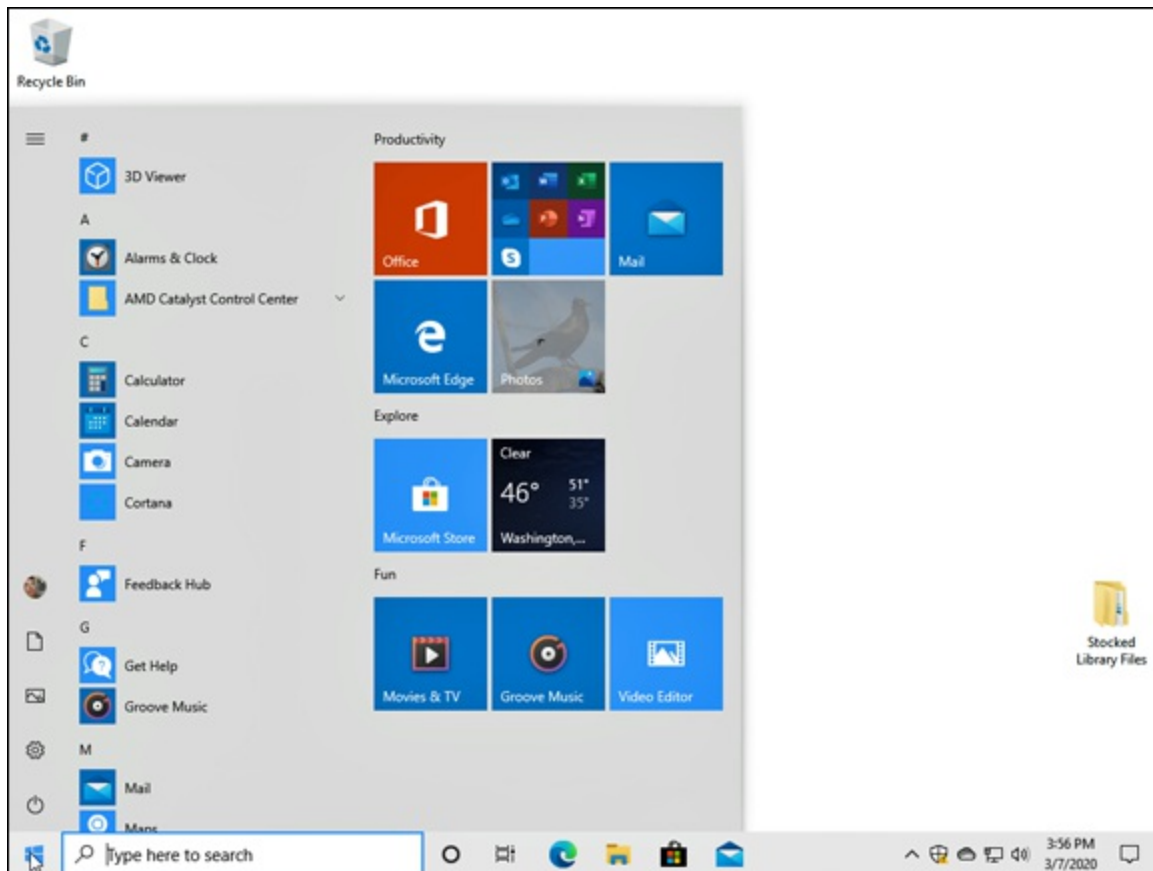 Recycle Bin
#
3D Viewer
A
Alarms & Clock
AMD Catalyst Control Center
C
Calculator
Calendar
Camera
Cortana
F
Feedback Hub
G
Get Help
Groove Music
M
Mail
Maps
Productivity
Office
Mail
Microsoft Edge
Photos
Explore
Microsoft Store
Clear
46°
51°
35°
Washington,...
Fun
Movies & TV
Groove Music
Video Editor
Stocked
Library Files
Type here to search
3:56 PM
3/7/2020